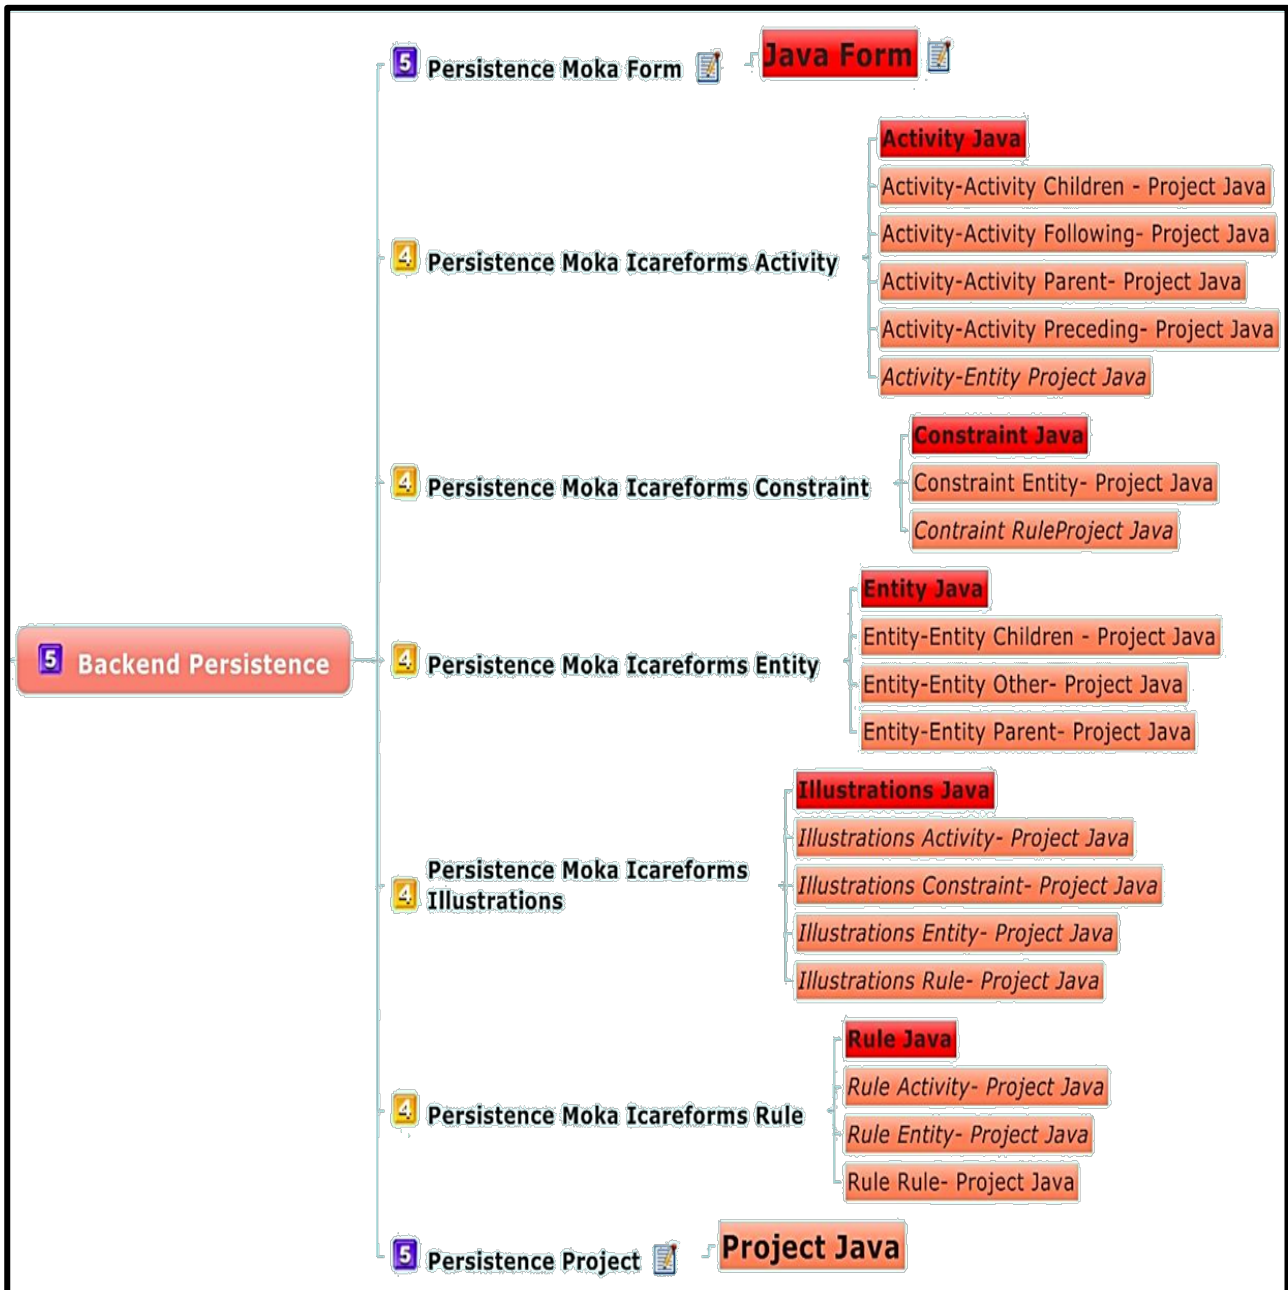 5 Persistence Moka Form
Java Form
Activity Java
Activity-Activity Children - Project Java
Activity-Activity Following- Project Java
4 Persistence Moka Icareforms Activity
Activity-Activity Parent- Project Java
Activity-Activity Preceding- Project Java
Activity-Entity Project Java
Constraint Java
4 Persistence Moka Icareforms Constraint
Constraint Entity- Project Java
Contraint RuleProject Java
Entity Java
Entity-Entity Children - Project Java
5 Backend Persistence
4 Persistence Moka Icareforms Entity
Entity-Entity Other- Project Java
Entity-Entity Parent- Project Java
Illustrations Java
Illustrations Activity- Project Java
4 Persistence Moka Icareforms
Illustrations
Illustrations Constraint- Project Java
Illustrations Entity- Project Java
Illustrations Rule- Project Java
Rule Java
Rule Activity- Project Java
4 Persistence Moka Icareforms Rule
Rule Entity- Project Java
Rule Rule- Project Java
5 Persistence Project
Project Java